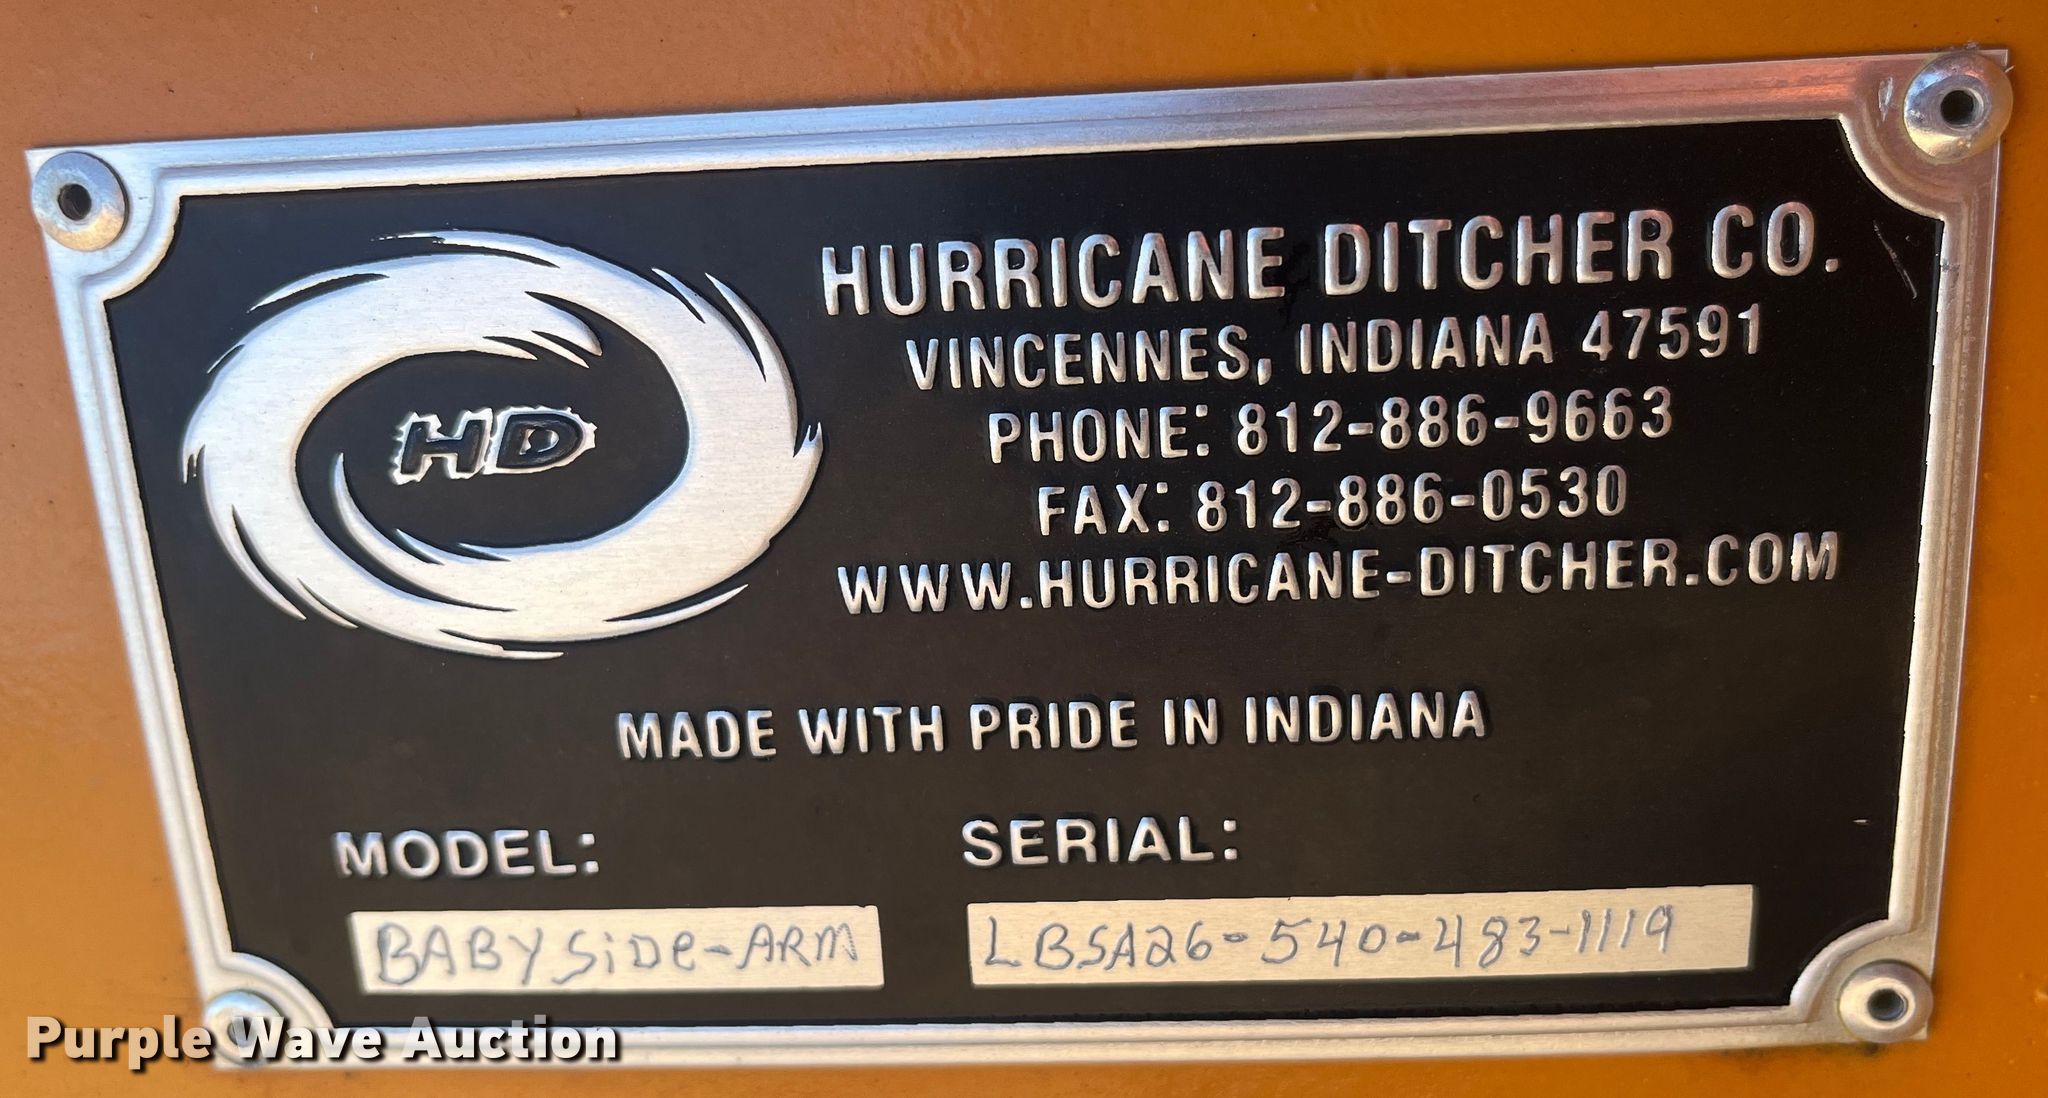 HD
HURRICANE DITCHER CO.
VINCENNES, INDIANA 47591
PHONE: 812-886-9663
FAX: 812-886-0530
WWW.HURRICANE-DITCHER.COM
MADE WITH PRIDE IN INDIANA
MODEL: SERIAL:
BABY SiDe-ARM LBSA26-540-483-1119
Purple Wave Auction